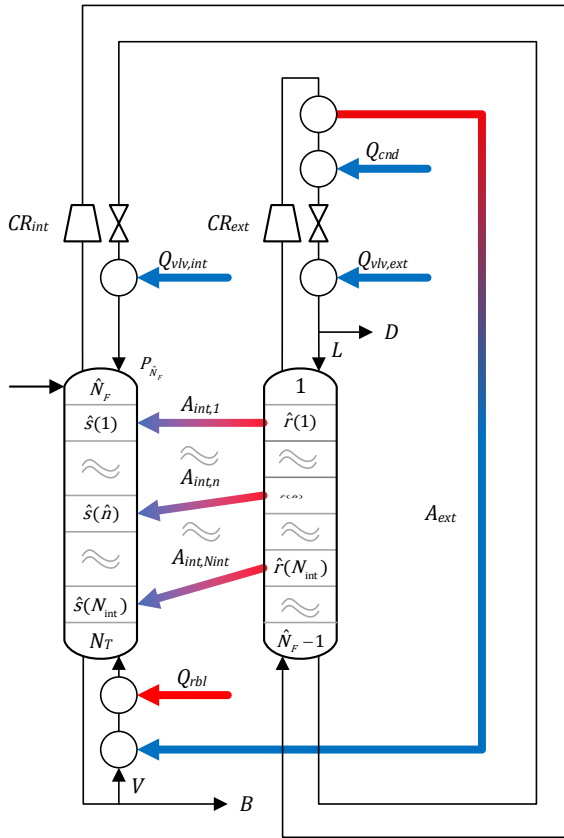 Q_cnd
CR_int
CR_ext
Q_vlv,int
Q_vlv,ext
D
L
P_N̂_F
N̂_F
1
A_int,1
ŝ(1)
r̂(1)
A_int,n
ŝ(n̂)
A_ext
A_int,Nint
r̂(N_int)
ŝ(N_int)
N_T
N̂_F−1
Q_rbl
V
B